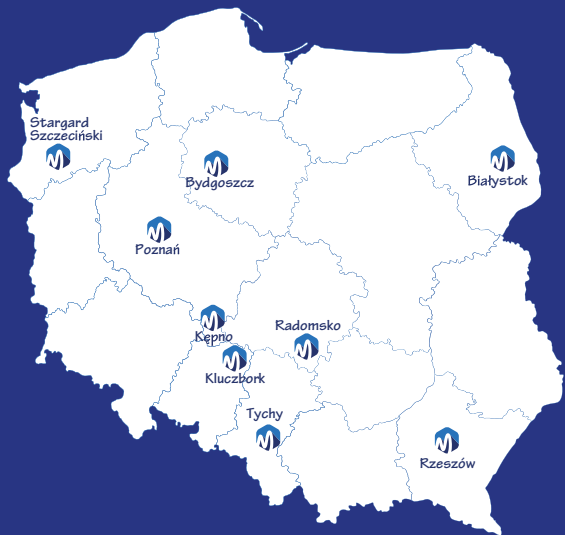 Stargard
Szczeciński
Bydgoszcz
Białystok
Poznań
Kępno
Radomsko
Kluczbork
Tychy
Rzeszów